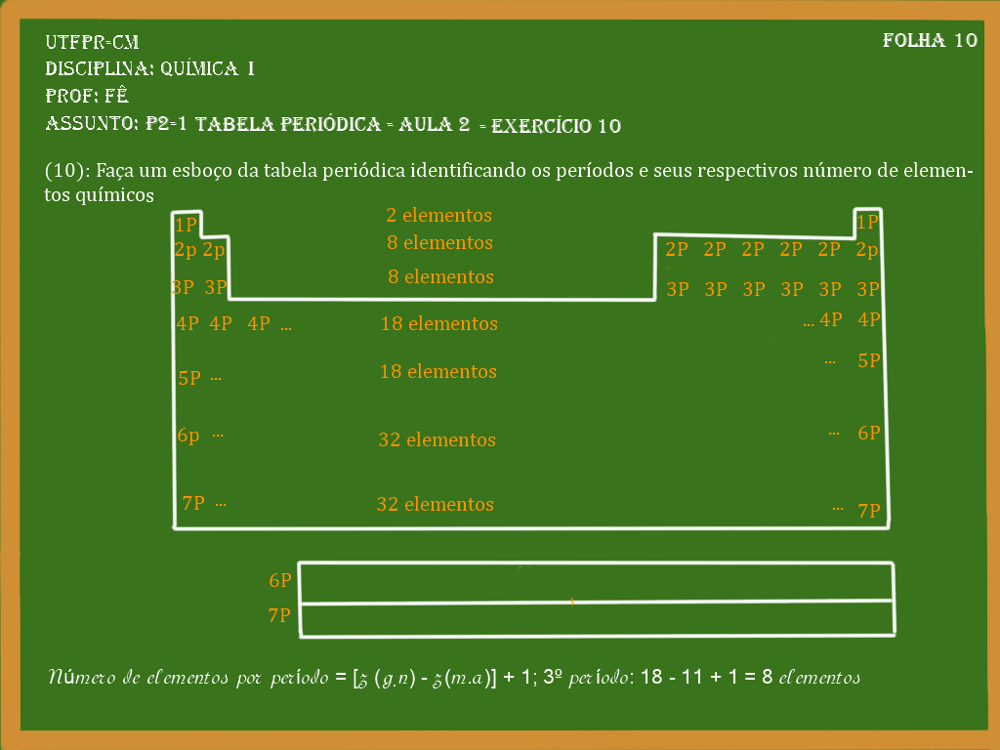 UTFPR-CM
FOLHA 10
DISCIPLINA: QUÍMICA I
PROF: FÊ
ASSUNTO: P2-1 TABELA PERIÓDICA - AULA 2 - EXERCÍCIO 10
(10): Faça um esboço da tabela periódica identificando os períodos e seus respectivos número de elemen-
tos químicos
1P 2 elementos 1P
2p 2p 8 elementos 2P 2P 2P 2P 2P 2p
3P 3P 8 elementos 3P 3P 3P 3P 3P 3P
4P 4P 4P ... 18 elementos ... 4P 4P
5P ... 18 elementos ... 5P
6p ... 32 elementos ... 6P
7P ... 32 elementos ... 7P
6P
7P
Número de elementos por período = [z (g.n) - z(m.a)] + 1; 3º período: 18 - 11 + 1 = 8 elementos